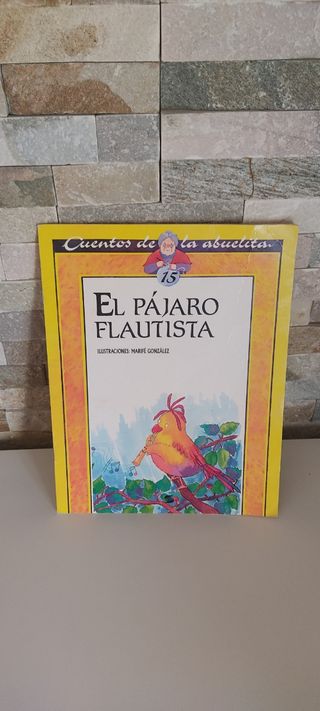 Cuentos de la abuelita.
15
EL PÁJARO
FLAUTISTA
ILUSTRACIONES: MARIFÉ GONZÁLEZ